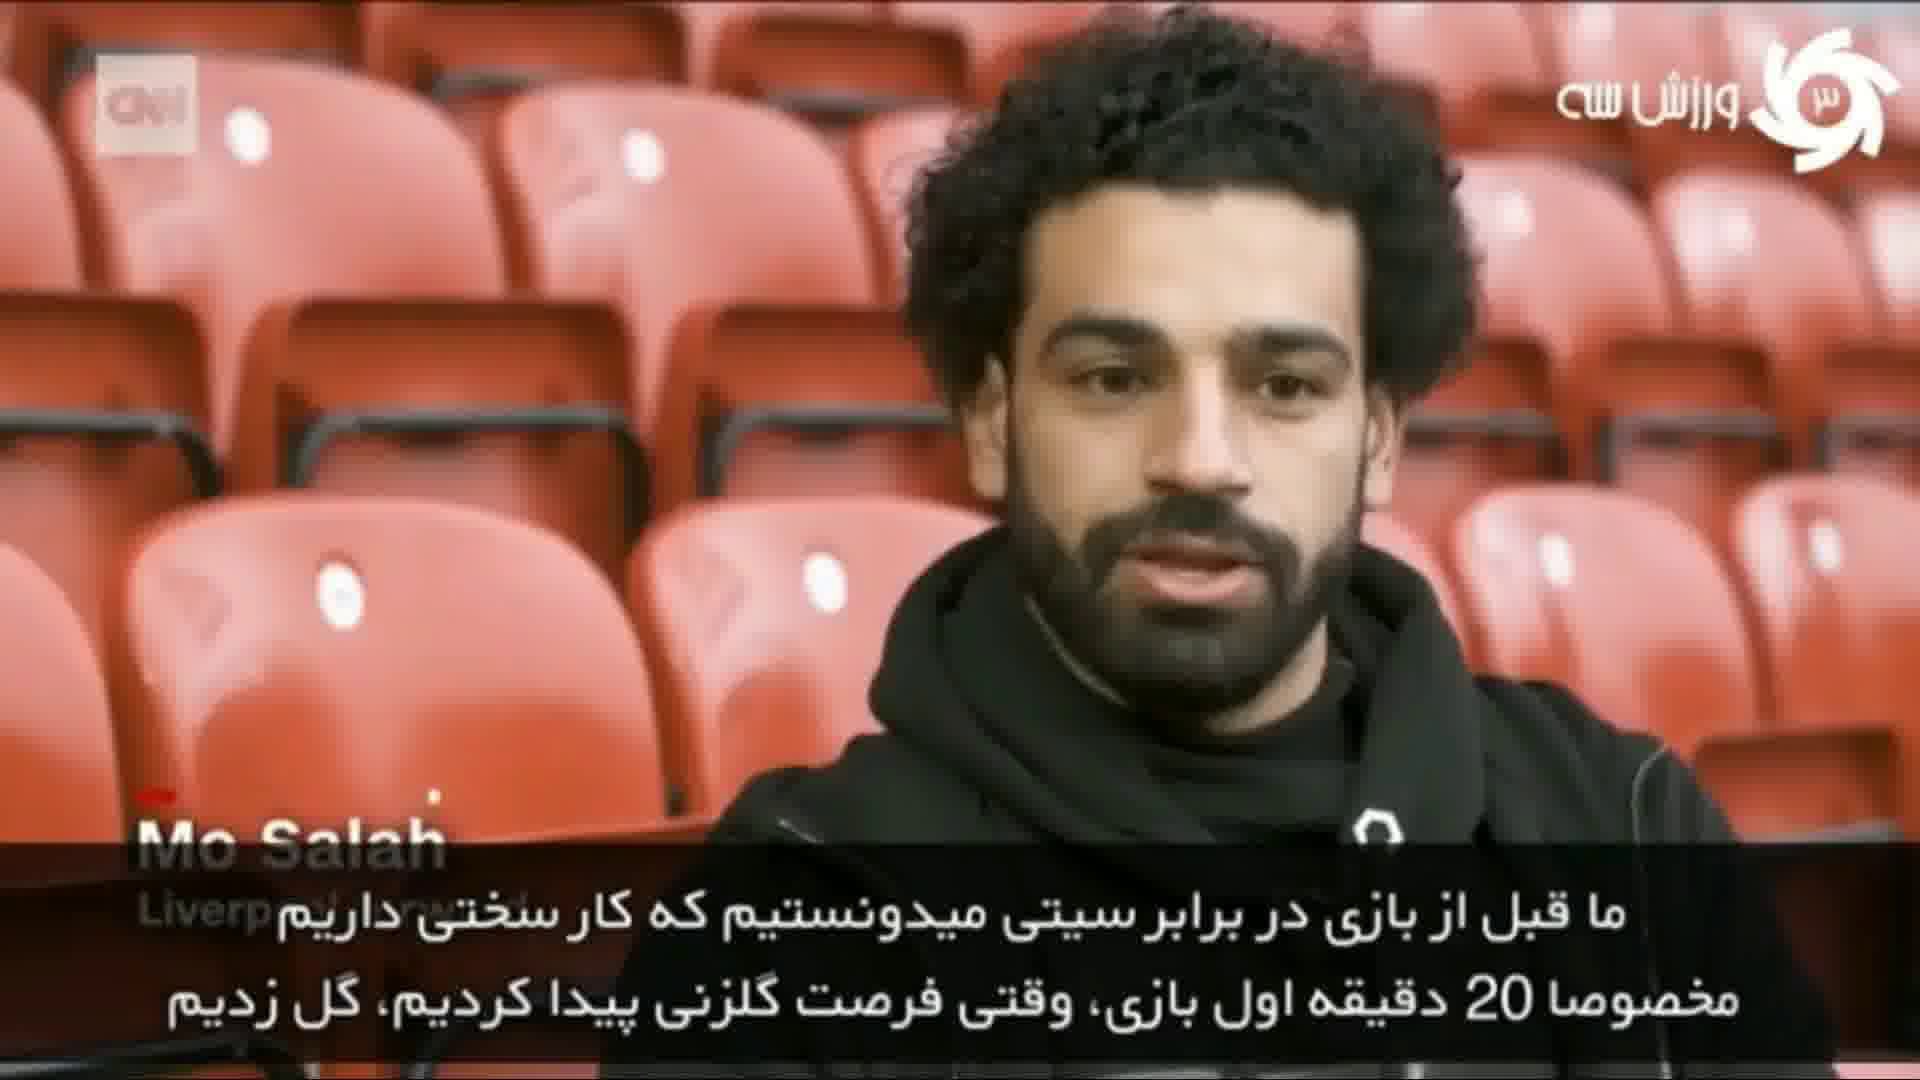 CNN
ورزش سه
۳
Mo Salah
ما قبل از بازی در برابر سیتی میدونستیم که کار سختی داریم
مخصوصا 20 دقیقه اول بازی، وقتی فرصت گلزنی پیدا کردیم، گل زدیم